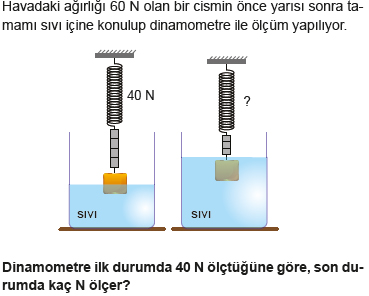 Havadaki ağırlığı 60 N olan bir cismin önce yarısı sonra ta-
mamı sıvı içine konulup dinamometre ile ölçüm yapılıyor.
40 N
?
SIVI
SIVI
Dinamometre ilk durumda 40 N ölçtüğüne göre, son du-
rumda kaç N ölçer?